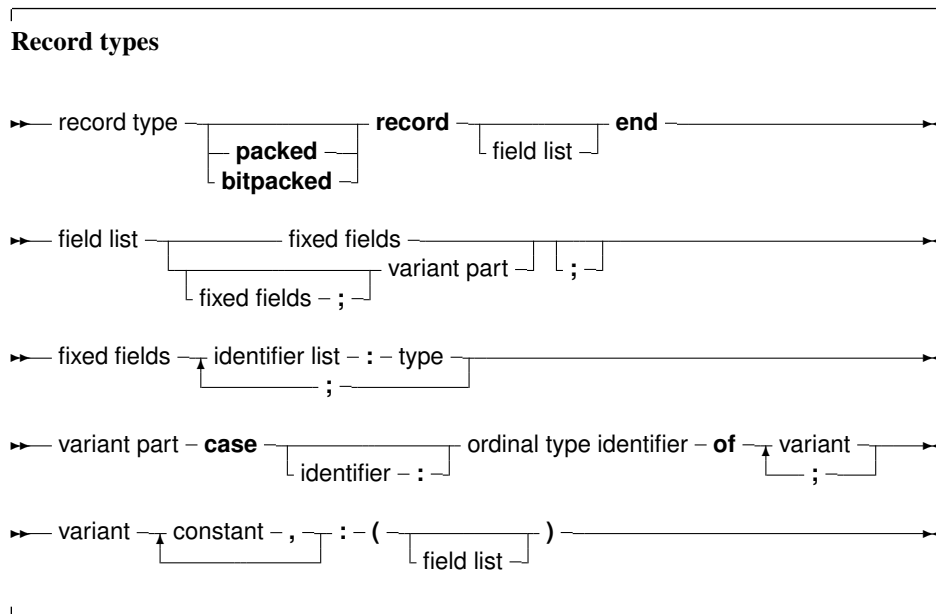 Record types
record type record end
packed field list
bitpacked
field list fixed fields
variant part ;
fixed fields ;
fixed fields identifier list : type
;
variant part case ordinal type identifier of variant
identifier : ;
variant constant , : ( )
field list